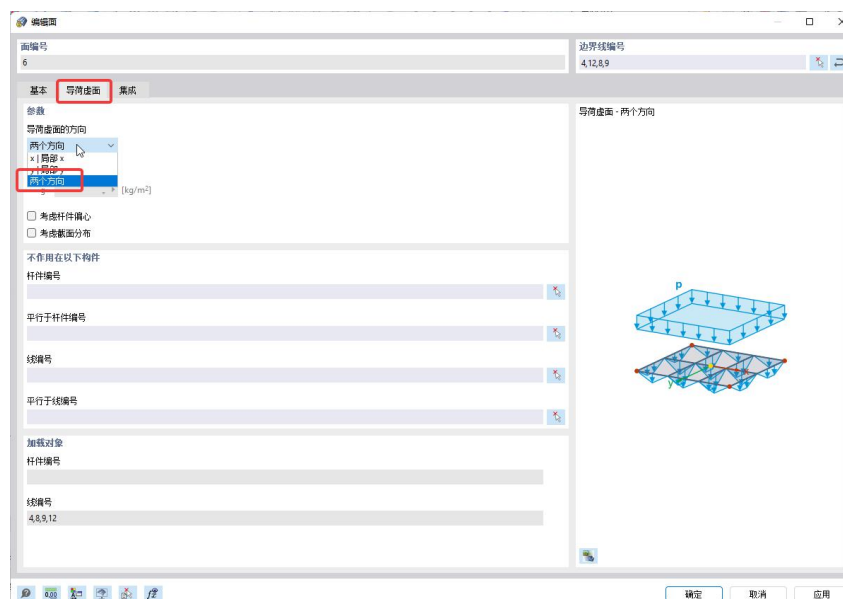 编辑面
面编号
边界线编号
6
4,12,8,9
基本 导荷虚面 集成
参数
导荷虚面 - 两个方向
导荷虚面的方向
两个方向
x | 局部 x
y | 局部 y
两个方向
[kg/m²]
考虑杆件偏心
考虑截面分布
不作用在以下构件
杆件编号
平行于杆件编号
p
线编号
x
y
平行于线编号
加载对象
杆件编号
线编号
4,8,9,12
0,00
确定 取消 应用